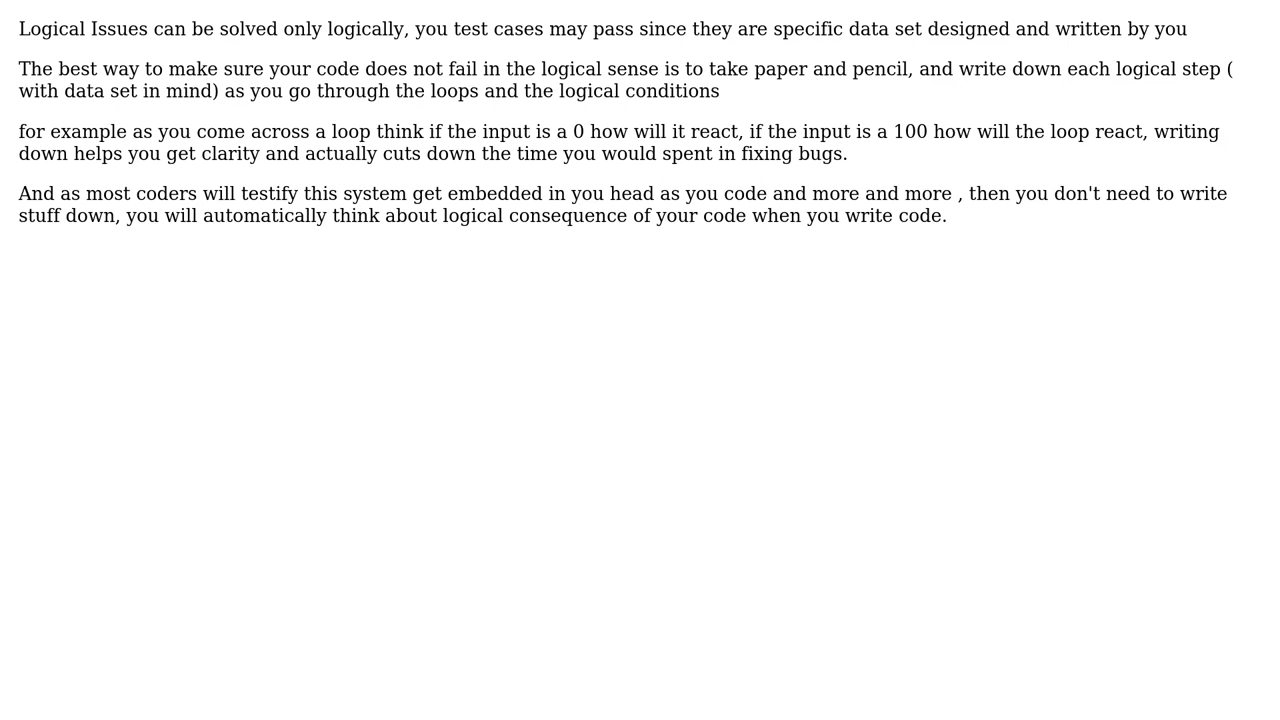 Logical Issues can be solved only logically, you test cases may pass since they are specific data set designed and written by you
The best way to make sure your code does not fail in the logical sense is to take paper and pencil, and write down each logical step (
with data set in mind) as you go through the loops and the logical conditions
for example as you come across a loop think if the input is a 0 how will it react, if the input is a 100 how will the loop react, writing
down helps you get clarity and actually cuts down the time you would spent in fixing bugs.
And as most coders will testify this system get embedded in you head as you code and more and more , then you don't need to write
stuff down, you will automatically think about logical consequence of your code when you write code.